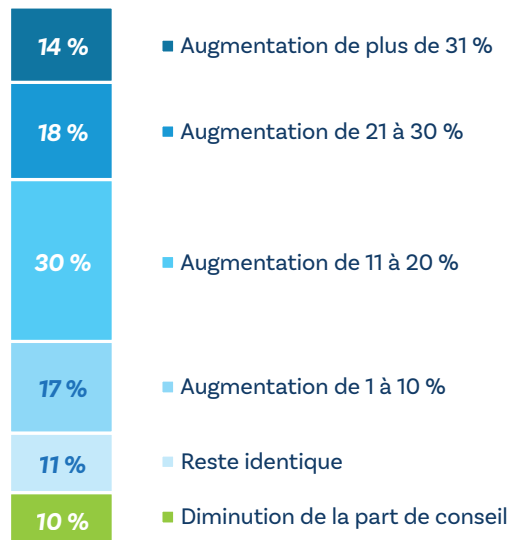 14 % Augmentation de plus de 31 %
18 % Augmentation de 21 à 30 %
30 % Augmentation de 11 à 20 %
17 % Augmentation de 1 à 10 %
11 % Reste identique
10 % Diminution de la part de conseil